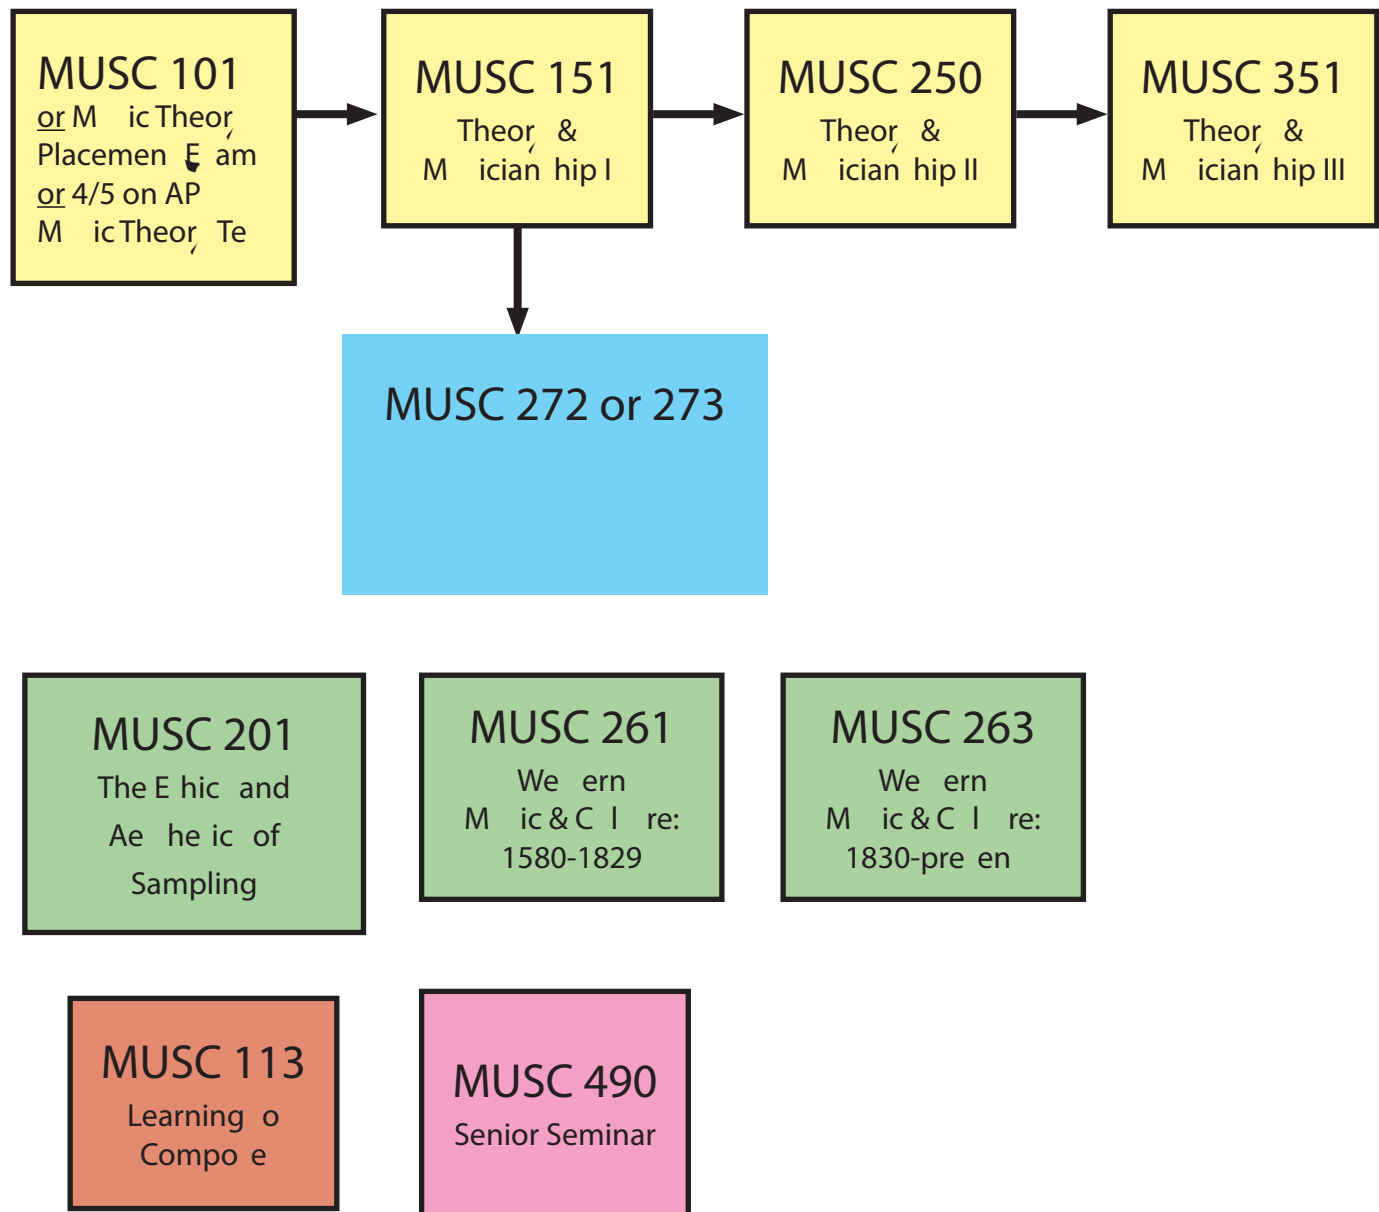 MUSC 101
or M ic Theor
Placemen E am
or 4/5 on AP
M ic Theor Te
MUSC 151
Theor &
M ician hip I
MUSC 250
Theor &
M ician hip II
MUSC 351
Theor &
M ician hip III
MUSC 272 or 273
MUSC 201
The E hic and
Ae he ic of
Sampling
MUSC 261
We ern
M ic & C l re:
1580-1829
MUSC 263
We ern
M ic & C l re:
1830-pre en
MUSC 113
Learning o
Compo e
MUSC 490
Senior Seminar